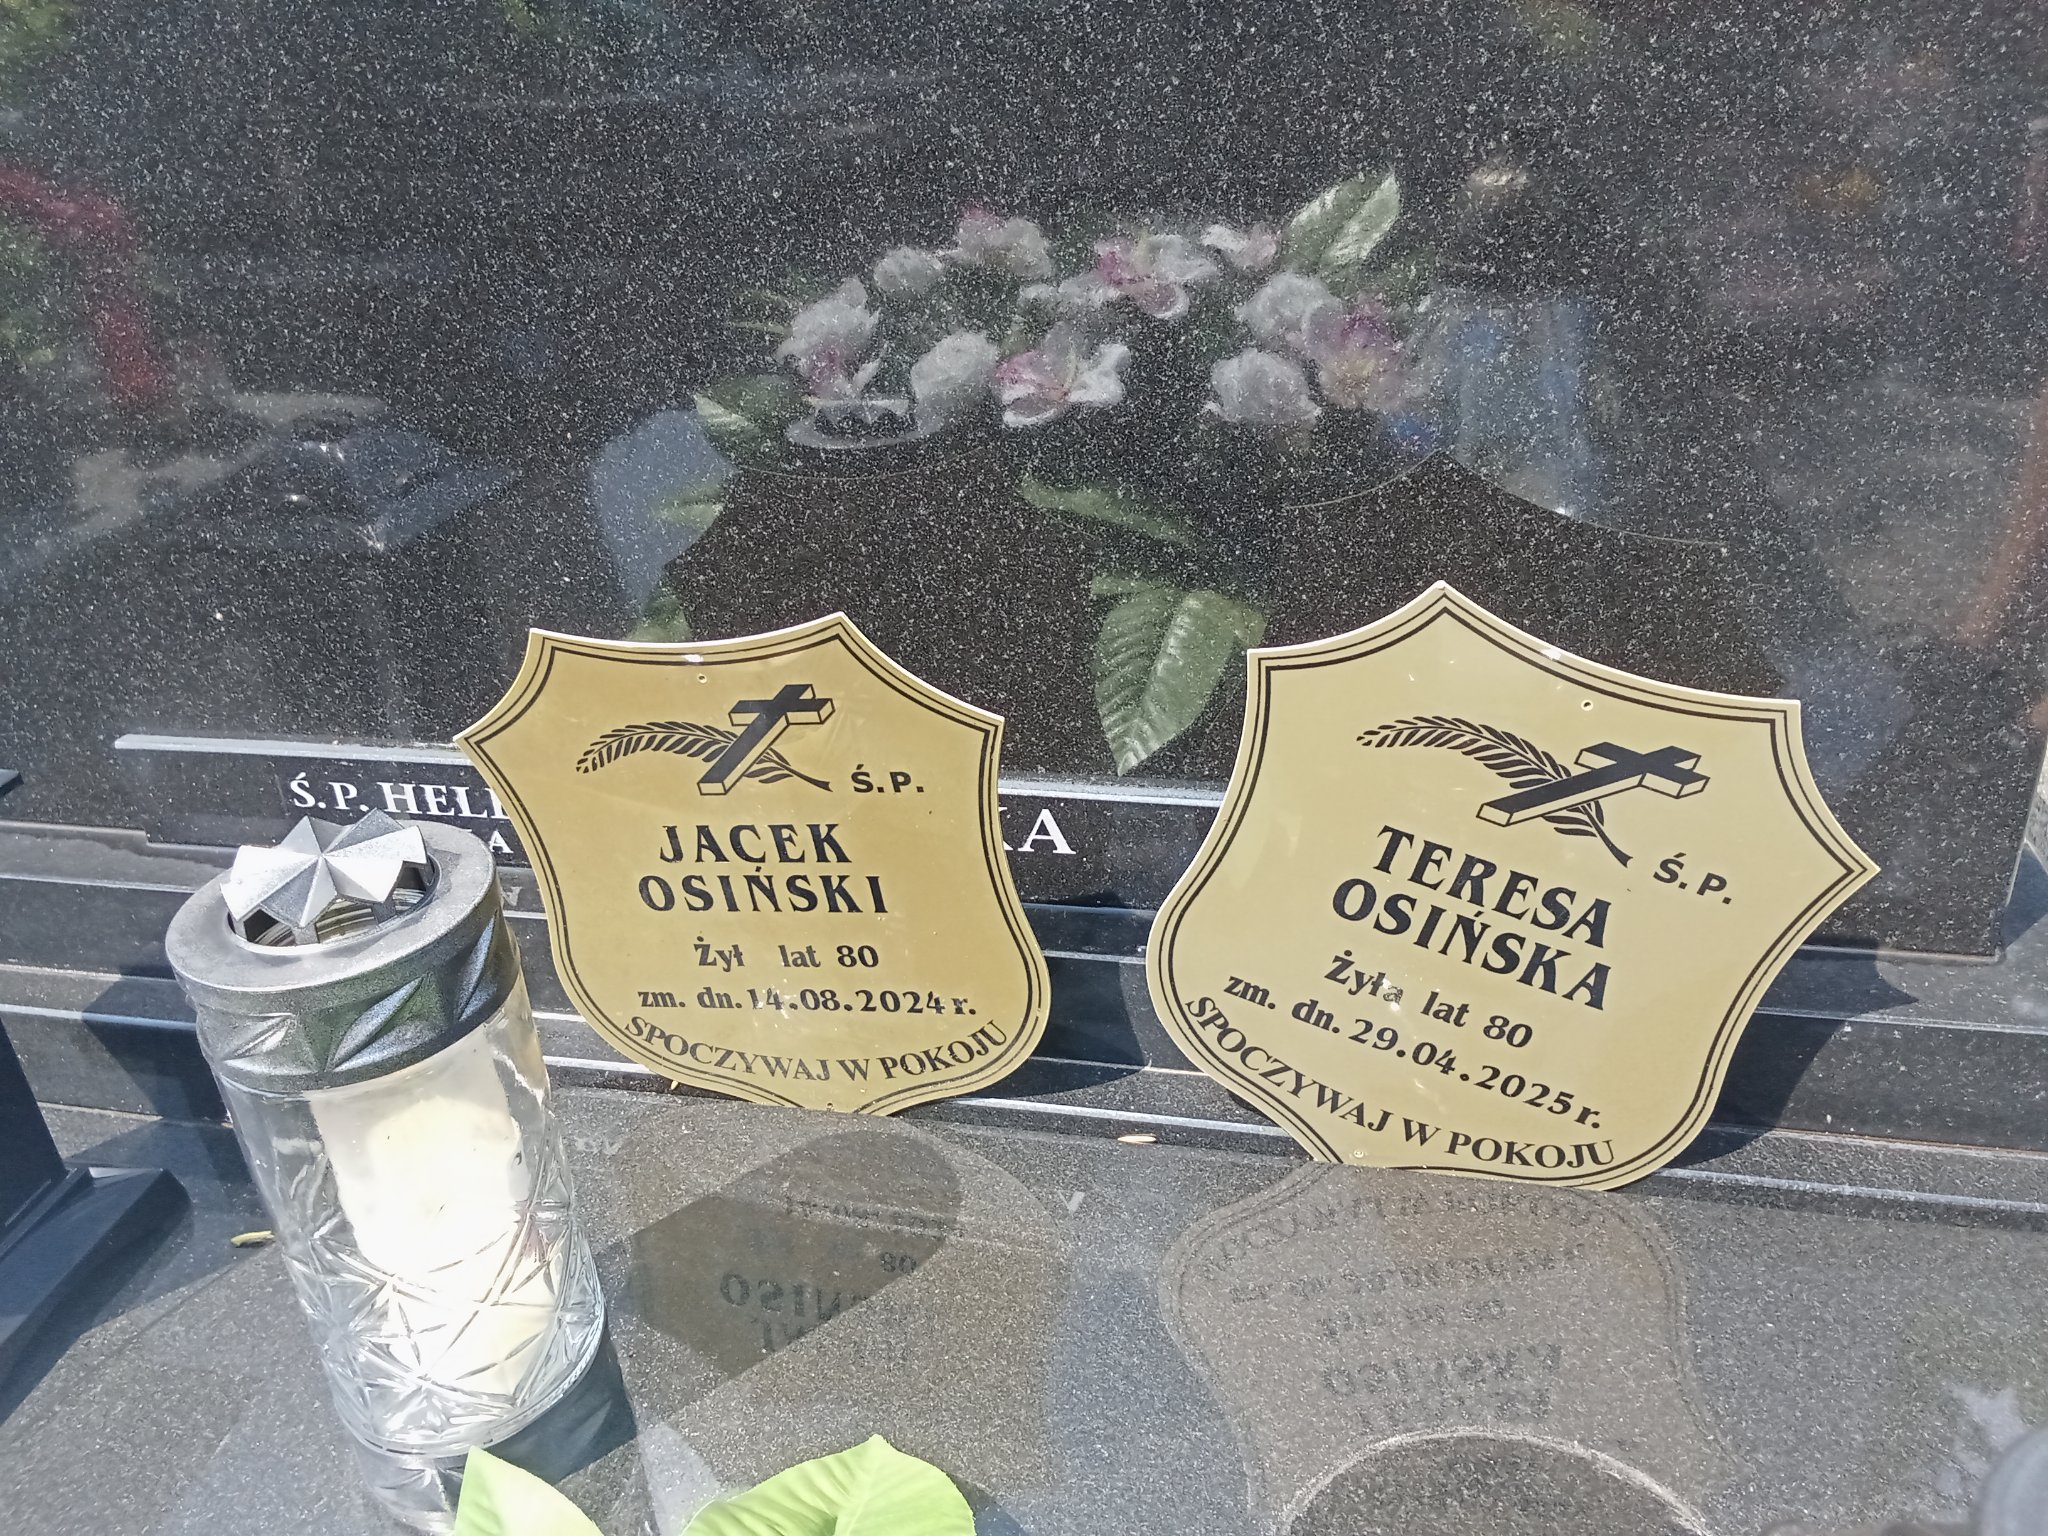 Ś.P.
JACEK
OSIŃSKI
Żył lat 80
zm. dn. 14.08.2024 r.
SPOCZYWAJ W POKOJU
Ś.P.
TERESA
OSIŃSKA
Żyła lat 80
zm. dn. 29.04.2025 r.
SPOCZYWAJ W POKOJU
Ś.P.